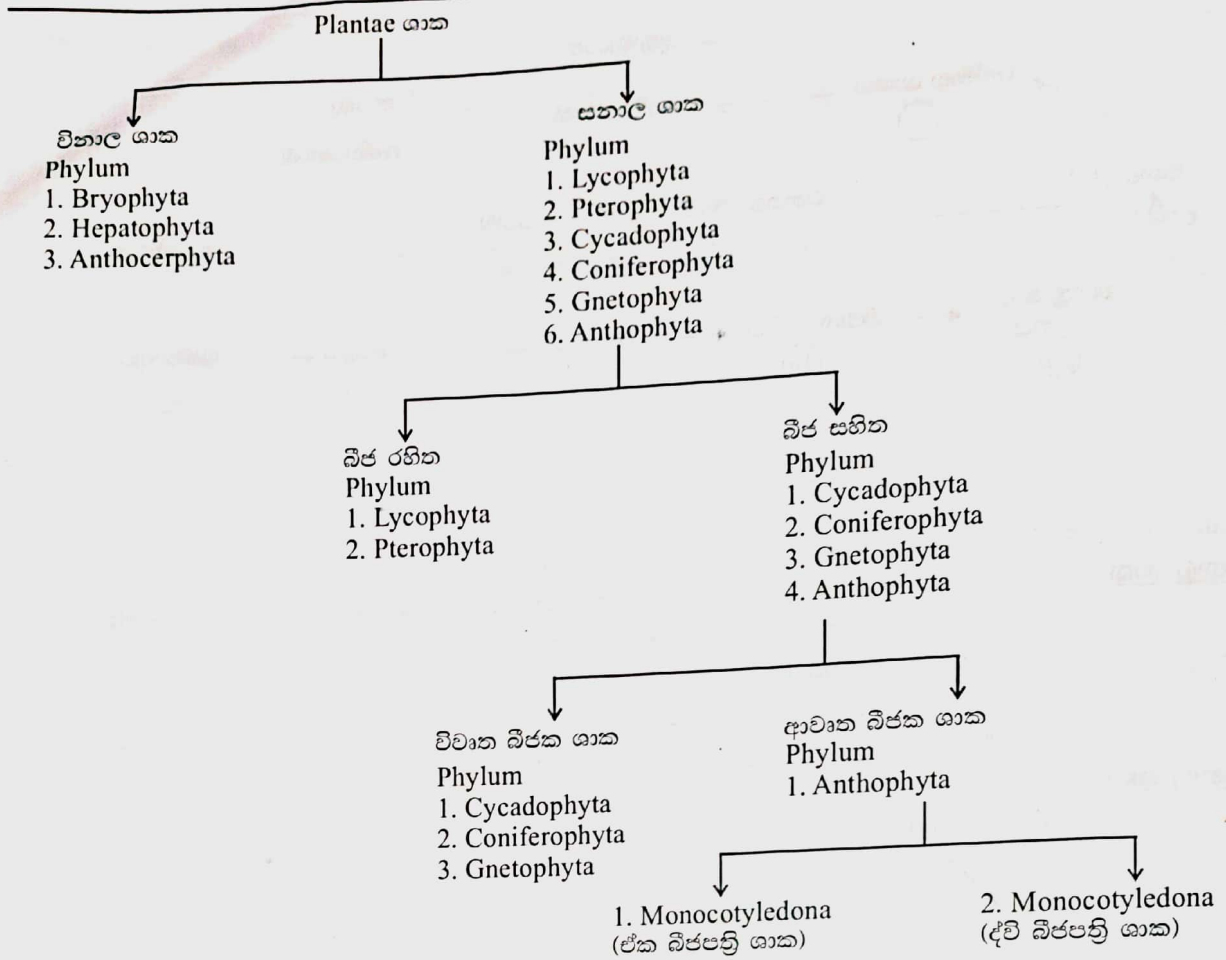 Plantae ශාක
විනාල ශාක
Phylum
1. Bryophyta
2. Hepatophyta
3. Anthocerphyta
සනාල ශාක
Phylum
1. Lycophyta
2. Pterophyta
3. Cycadophyta
4. Coniferophyta
5. Gnetophyta
6. Anthophyta
බීජ රහිත
Phylum
1. Lycophyta
2. Pterophyta
බීජ සහිත
Phylum
1. Cycadophyta
2. Coniferophyta
3. Gnetophyta
4. Anthophyta
විවෘත බීජක ශාක
Phylum
1. Cycadophyta
2. Coniferophyta
3. Gnetophyta
ආවෘත බීජක ශාක
Phylum
1. Anthophyta
1. Monocotyledona
(ඒක බීජපත්‍රි ශාක)
2. Monocotyledona
(ද්වි බීජපත්‍රි ශාක)